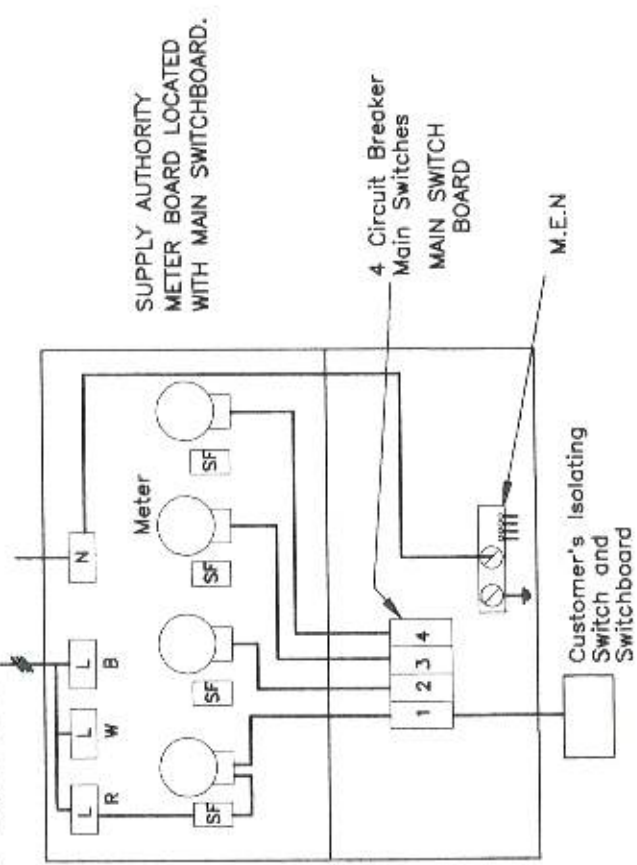 SUPPLY AUTHORITY
METER BOARD LOCATED
WITH MAIN SWITCHBOARD.
L
L
L
N
R
W
B
Meter
SF
SF
SF
SF
4 Circuit Breaker
Main Switches
MAIN SWITCH
BOARD
1
2
3
4
M.E.N
Customer's Isolating
Switch and
Switchboard